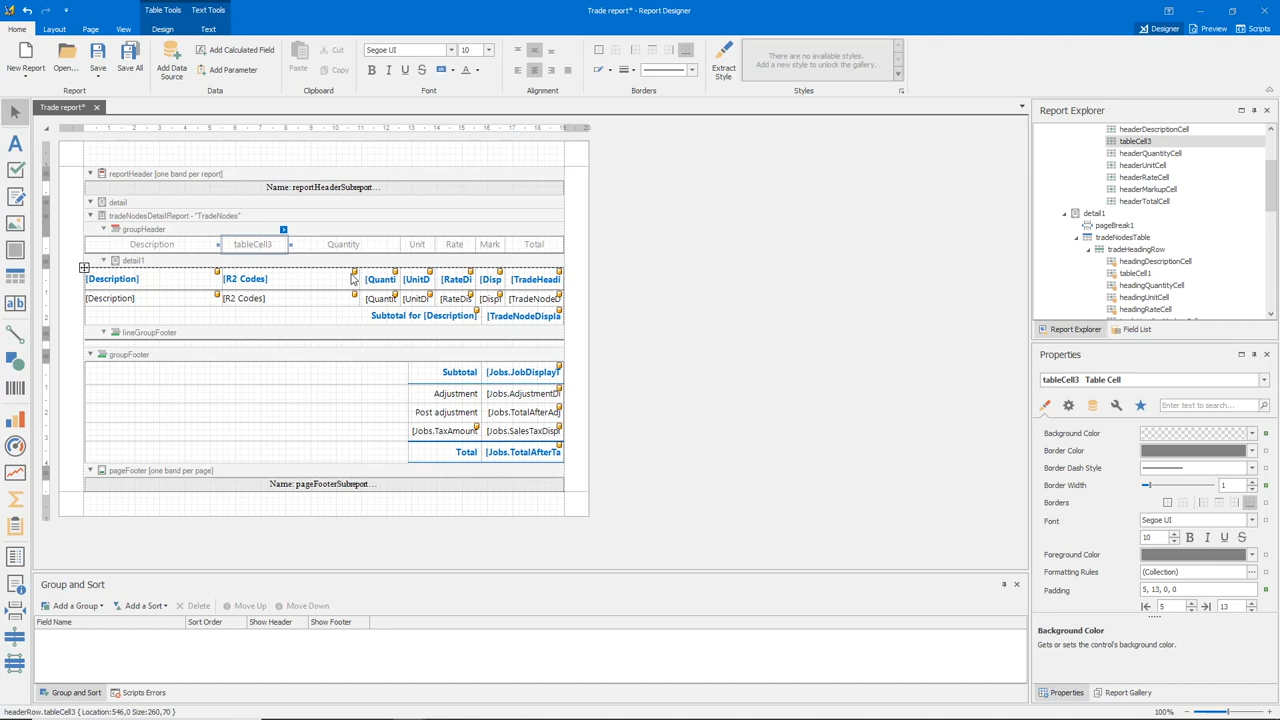 Table Tools Text Tools
Trade report* - Report Designer
Home Layout Page View Design Text
Designer Preview Scripts
New Report Open... Save Save All
Add Data Source
Add Calculated Field
Add Parameter
Paste Cut
Copy
Segoe UI 10
B I U S
Extract Style
There are no available styles.
Add a new style to unlock the gallery.
Report Data Clipboard Font Alignment Borders Styles
Trade report*
reportHeader [one band per report]
Name: reportHeaderSubreport...
detail
tradeNodesDetailReport - "TradeNodes"
groupHeader
Description tableCell3 Quantity Unit Rate Mark Total
detail1
[Description] [R2 Codes] [Quanti [UnitD [RateDi [Disp [TradeHeadi
[Description] [R2 Codes] [Quanti [UnitDi [RateDis [Displ [TradeNodeD
Subtotal for [Description] [TradeNodeDispla
lineGroupFooter
groupFooter
Subtotal [Jobs.JobDisplayT
Adjustment [Jobs.AdjustmentDi
Post adjustment [Jobs.TotalAfterAdj
[Jobs.TaxAmount [Jobs.SalesTaxDispl
Total [Jobs.TotalAfterTa
pageFooter [one band per page]
Name: pageFooterSubreport...
Group and Sort
Add a Group Add a Sort Delete Move Up Move Down
Field Name Sort Order Show Header Show Footer
Group and Sort Scripts Errors
headerRow.tableCell3 { Location:546,0 Size:260,70 }
100%
Report Explorer
headerDescriptionCell
tableCell3
headerQuantityCell
headerUnitCell
headerRateCell
headerMarkupCell
headerTotalCell
detail1
pageBreak1
tradeNodesTable
tradeHeadingRow
headingDescriptionCell
tableCell1
headingQuantityCell
headingUnitCell
headingRateCell
Report Explorer Field List
Properties
tableCell3 Table Cell
Enter text to search...
Background Color
Border Color
Border Dash Style
Border Width 1
Borders
Font Segoe UI
10 B I U S
Foreground Color
Formatting Rules (Collection)
Padding 5, 13, 0, 0
5 13
Background Color
Gets or sets the control's background color.
Properties Report Gallery